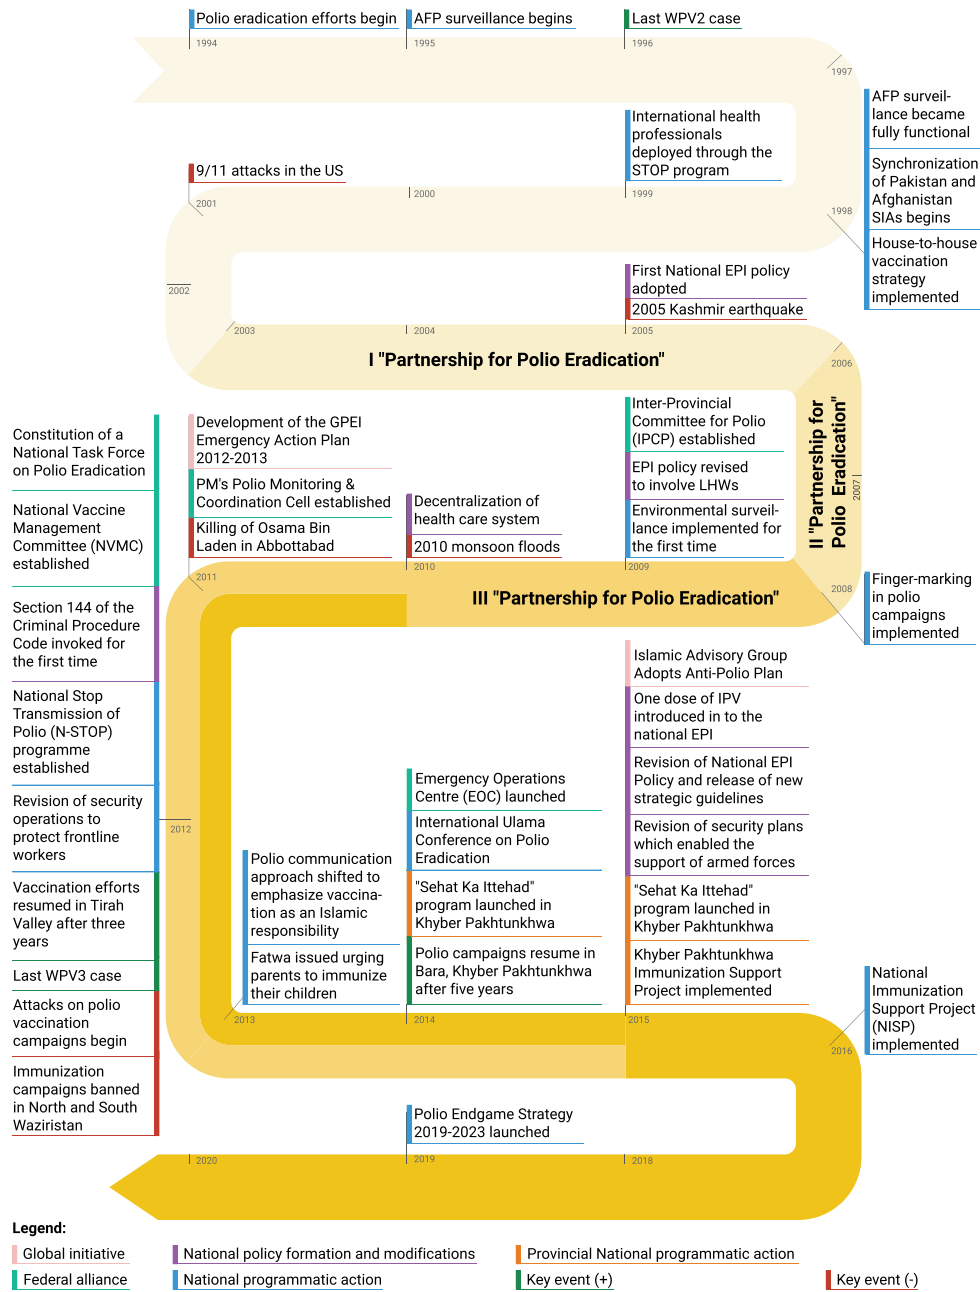 Polio eradication efforts begin
AFP surveillance begins
Last WPV2 case
1994
1995
1996
1997
AFP surveil-
lance became
fully functional
Synchronization
of Pakistan and
Afghanistan
SIAs begins
House-to-house
vaccination
strategy
implemented
International health
professionals
deployed through the
STOP program
9/11 attacks in the US
2001
2000
1999
1998
2002
First National EPI policy
adopted
2005 Kashmir earthquake
2003
2004
2005
2006
I "Partnership for Polio Eradication"
II "Partnership for
Polio Eradication"
2007
Inter-Provincial
Committee for Polio
(IPCP) established
EPI policy revised
to involve LHWs
Environmental surveil-
lance implemented for
the first time
Decentralization of
health care system
2010 monsoon floods
Development of the GPEI
Emergency Action Plan
2012-2013
PM's Polio Monitoring &
Coordination Cell established
Killing of Osama Bin
Laden in Abbottabad
2011
2010
2009
2008
Finger-marking
in polio
campaigns
implemented
III "Partnership for Polio Eradication"
Constitution of a
National Task Force
on Polio Eradication
National Vaccine
Management
Committee (NVMC)
established
Section 144 of the
Criminal Procedure
Code invoked for
the first time
National Stop
Transmission of
Polio (N-STOP)
programme
established
Revision of security
operations to
protect frontline
workers
Vaccination efforts
resumed in Tirah
Valley after three
years
Last WPV3 case
Attacks on polio
vaccination
campaigns begin
Immunization
campaigns banned
in North and South
Waziristan
2012
Polio communication
approach shifted to
emphasize vaccina-
tion as an Islamic
responsibility
Fatwa issued urging
parents to immunize
their children
Emergency Operations
Centre (EOC) launched
International Ulama
Conference on Polio
Eradication
"Sehat Ka Ittehad"
program launched in
Khyber Pakhtunkhwa
Polio campaigns resume in
Bara, Khyber Pakhtunkhwa
after five years
Islamic Advisory Group
Adopts Anti-Polio Plan
One dose of IPV
introduced in to the
national EPI
Revision of National EPI
Policy and release of new
strategic guidelines
Revision of security plans
which enabled the
support of armed forces
"Sehat Ka Ittehad"
program launched in
Khyber Pakhtunkhwa
Khyber Pakhtunkhwa
Immunization Support
Project implemented
National
Immunization
Support Project
(NISP)
implemented
2013
2014
2015
2016
Polio Endgame Strategy
2019-2023 launched
2020
2019
2018
Legend:
Global initiative
National policy formation and modifications
Provincial National programmatic action
Federal alliance
National programmatic action
Key event (+)
Key event (-)